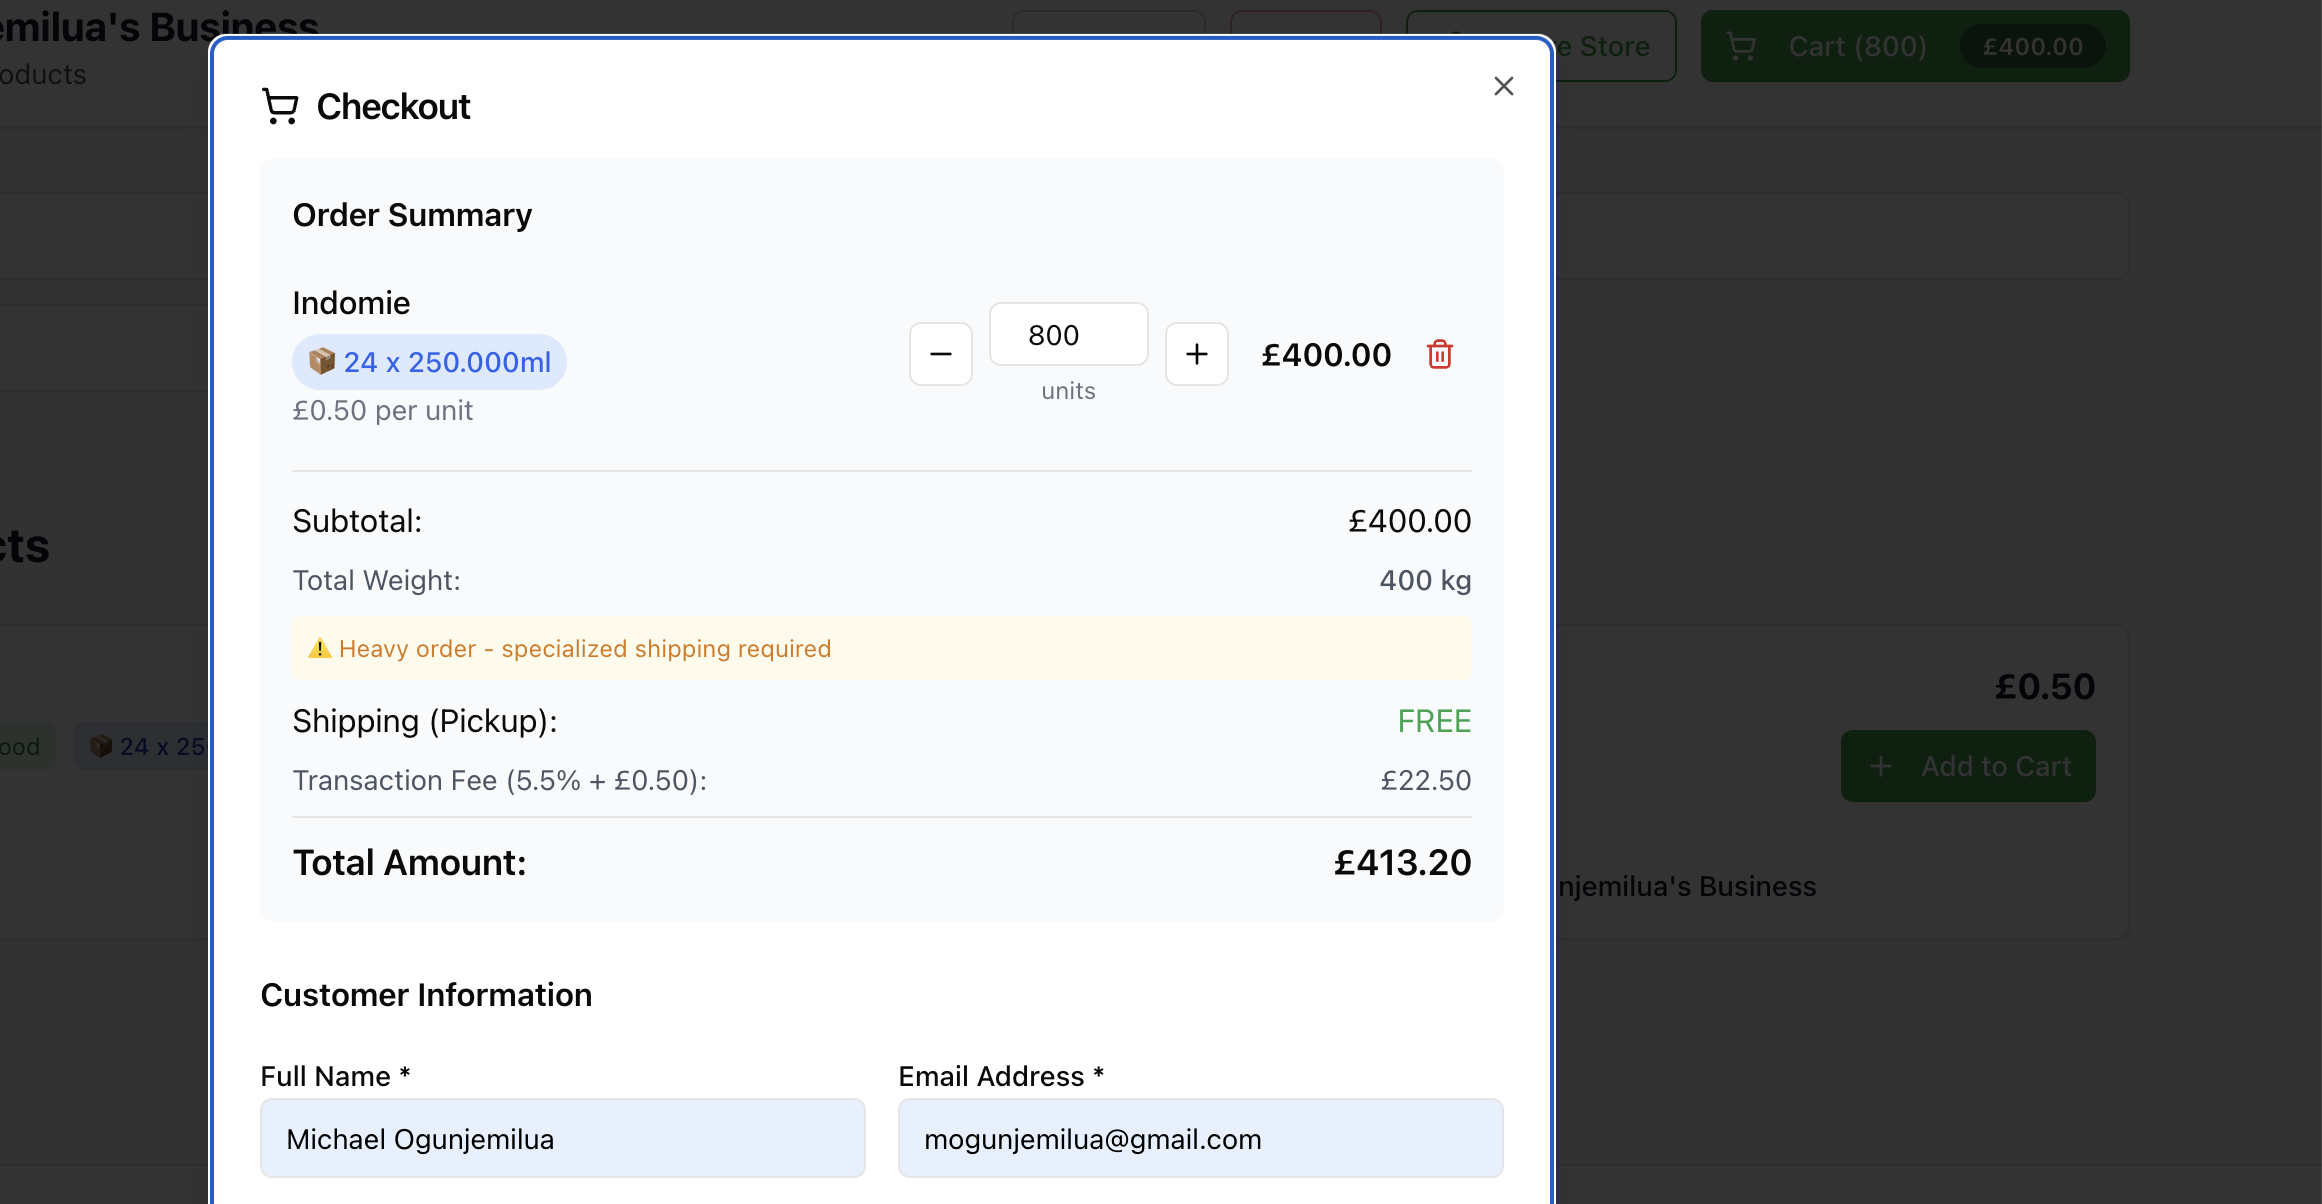 emilua's Business
oducts
e Store
Cart (800)
£400.00
Checkout
Order Summary
Indomie
24 x 250.000ml
£0.50 per unit
800
units
£400.00
Subtotal:
£400.00
Total Weight:
400 kg
Heavy order - specialized shipping required
Shipping (Pickup):
FREE
Transaction Fee (5.5% + £0.50):
£22.50
Total Amount:
£413.20
Customer Information
Full Name *
Michael Ogunjemilua
Email Address *
mogunjemilua@gmail.com
cts
ood
24 x 25
£0.50
Add to Cart
njemilua's Business